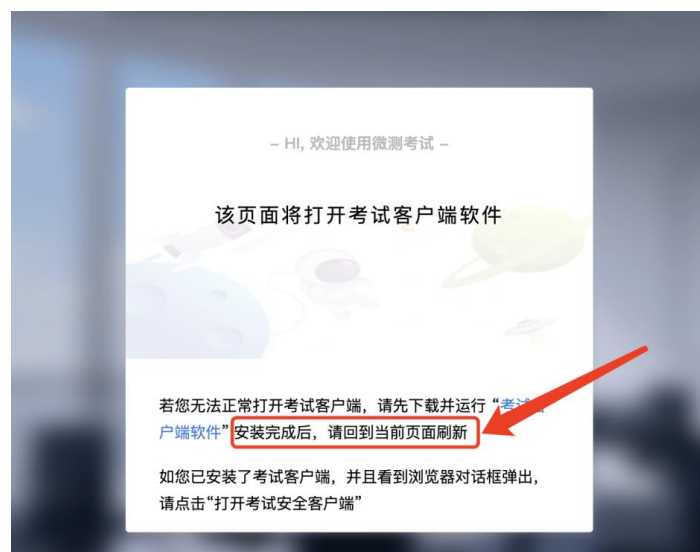 – HI, 欢迎使用微测考试 –
该页面将打开考试客户端软件
若您无法正常打开考试客户端，请先下载并运行 “考试客
户端软件” 安装完成后，请回到当前页面刷新
如您已安装了考试客户端，并且看到浏览器对话框弹出，
请点击“打开考试安全客户端”